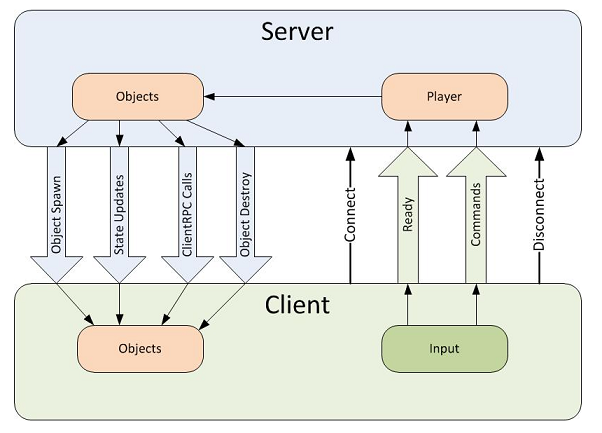 Server
Objects
Player
Object Spawn
State Updates
ClientRPC Calls
Object Destroy
Connect
Ready
Commands
Disconnect
Client
Objects
Input